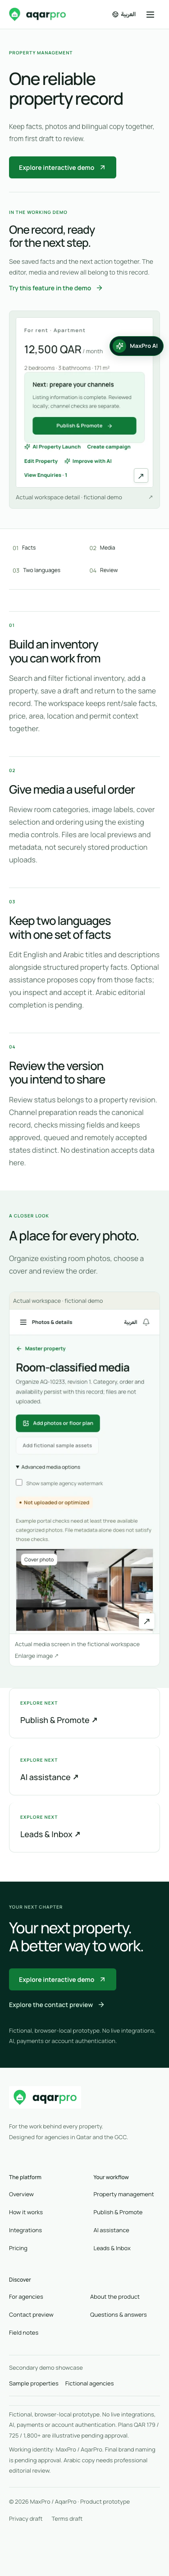 aqarpro
العربية
PROPERTY MANAGEMENT
One reliable
property record
Keep facts, photos and bilingual copy together,
from first draft to review.
Explore interactive demo ↗
IN THE WORKING DEMO
One record, ready
for the next step.
See saved facts and the next action together. The
editor, media and review all belong to this record.
Try this feature in the demo →
For rent · Apartment
12,500 QAR / month
MaxPro AI
2 bedrooms · 3 bathrooms · 171 m²
Next: prepare your channels
Listing information is complete. Reviewed
locally; channel checks are separate.
Publish & Promote →
AI Property Launch Create campaign
Edit Property Improve with AI
View Enquiries · 1
↗
Actual workspace detail · fictional demo ↗
01 Facts
02 Media
03 Two languages
04 Review
01
Build an inventory
you can work from
Search and filter fictional inventory, add a
property, save a draft and return to the same
record. The workspace keeps rent/sale facts,
price, area, location and permit context
together.
02
Give media a useful order
Review room categories, image labels, cover
selection and ordering using the existing
media controls. Files are local previews and
metadata, not securely stored production
uploads.
03
Keep two languages
with one set of facts
Edit English and Arabic titles and descriptions
alongside structured property facts. Optional
assistance proposes copy from those facts;
you inspect and accept it. Arabic editorial
completion is pending.
04
Review the version
you intend to share
Review status belongs to a property revision.
Channel preparation reads the canonical
record, checks missing fields and keeps
approved, queued and remotely accepted
states distinct. No destination accepts data
here.
A CLOSER LOOK
A place for every photo.
Organize existing room photos, choose a
cover and review the order.
Actual workspace · fictional demo
Photos & details
العربية
← Master property
Room-classified media
Organize AQ-10233, revision 1. Category, order and
availability persist with this record; files are not
uploaded.
Add photos or floor plan
Add fictional sample assets
▼ Advanced media options
Show sample agency watermark
• Not uploaded or optimized
Example portal checks need at least three available
categorized photos. File metadata alone does not satisfy
those checks.
Cover photo
↗
Actual media screen in the fictional workspace
Enlarge image ↗
EXPLORE NEXT
Publish & Promote ↗
EXPLORE NEXT
AI assistance ↗
EXPLORE NEXT
Leads & Inbox ↗
YOUR NEXT CHAPTER
Your next property.
A better way to work.
Explore interactive demo ↗
Explore the contact preview →
Fictional, browser-local prototype. No live integrations,
AI, payments or account authentication.
aqarpro
For the work behind every property.
Designed for agencies in Qatar and the GCC.
The platform
Overview
How it works
Integrations
Pricing
Your workflow
Property management
Publish & Promote
AI assistance
Leads & Inbox
Discover
For agencies
Contact preview
Field notes
About the product
Questions & answers
Secondary demo showcase
Sample properties Fictional agencies
Fictional, browser-local prototype. No live integrations,
AI, payments or account authentication. Plans QAR 179 /
725 / 1,800+ are illustrative pending approval.
Working identity: MaxPro / AqarPro. Final brand naming
is pending approval. Arabic copy needs professional
editorial review.
© 2026 MaxPro / AqarPro · Product prototype
Privacy draft Terms draft